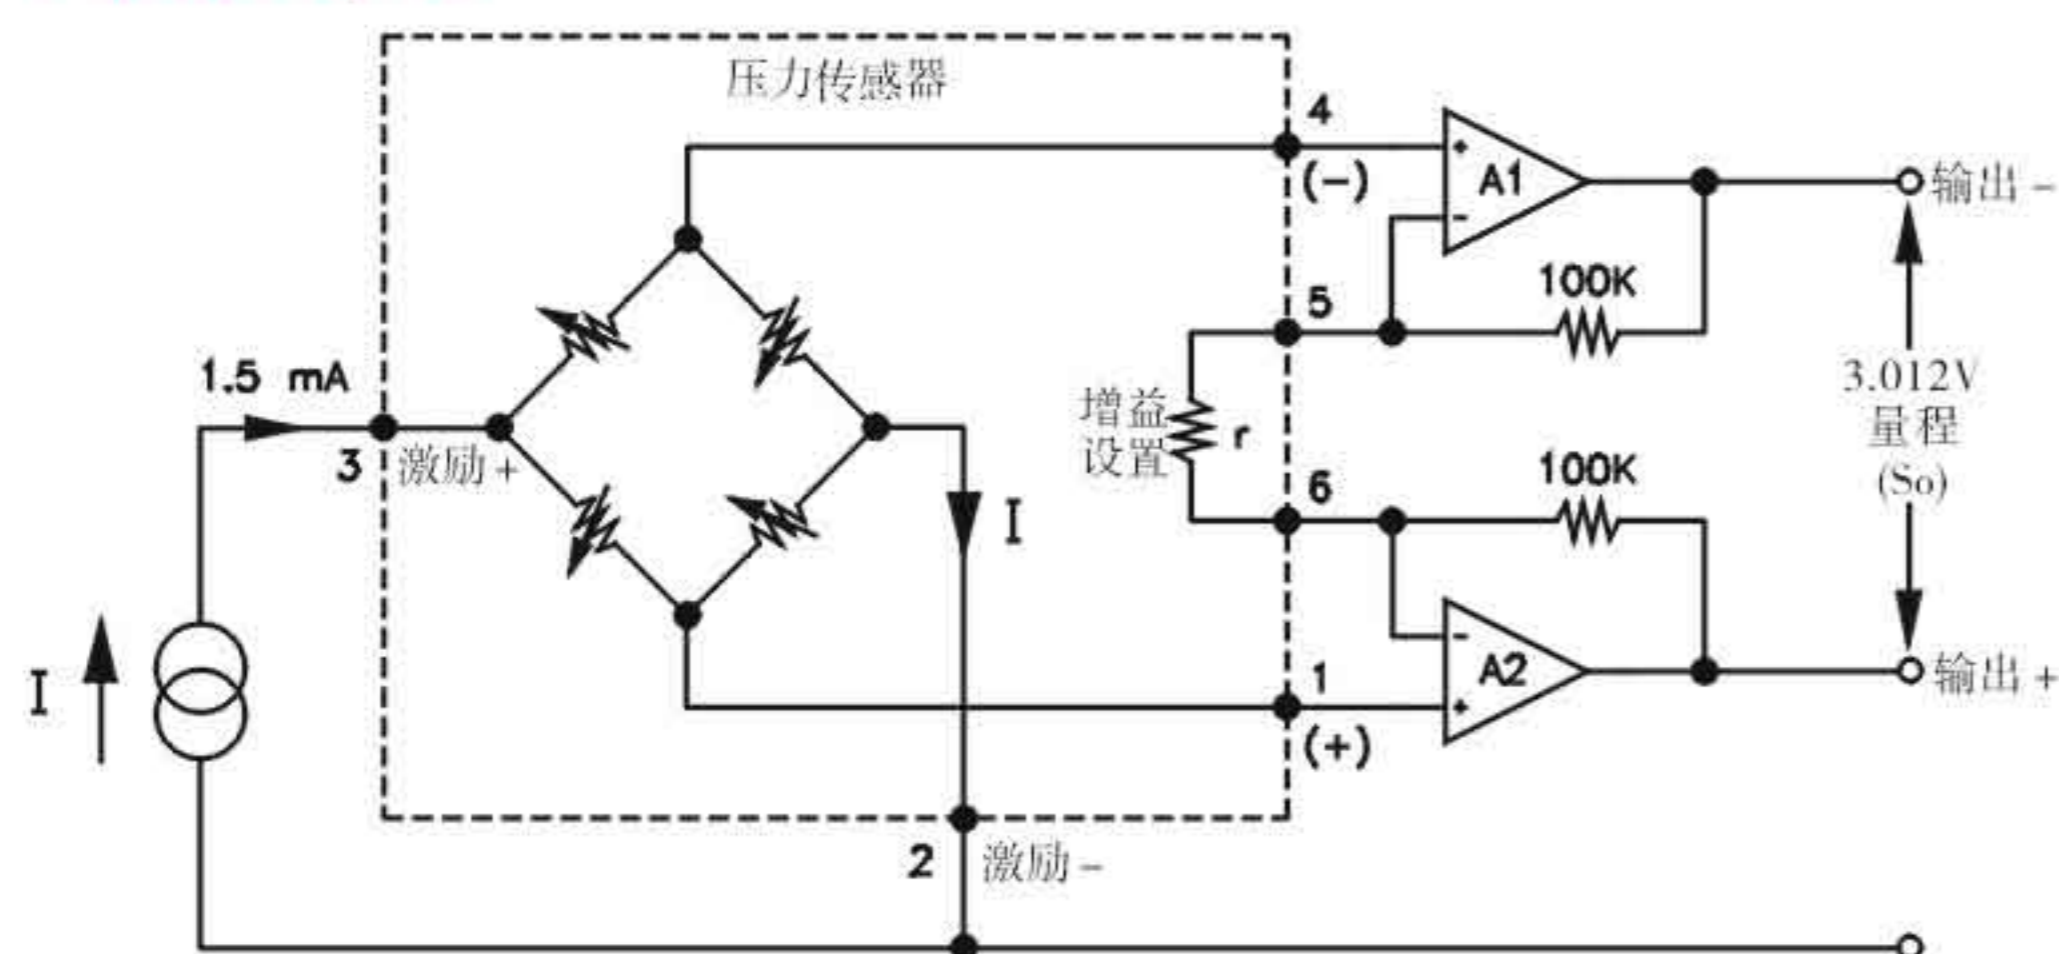 压力传感器
4
(-)
+
A1
-
输出 -
5
100K
1.5 mA
3
激励 +
增益
设置
r
3.012V
量程
(So)
6
100K
I
I
-
A2
+
1
(+)
输出 +
2
激励 -